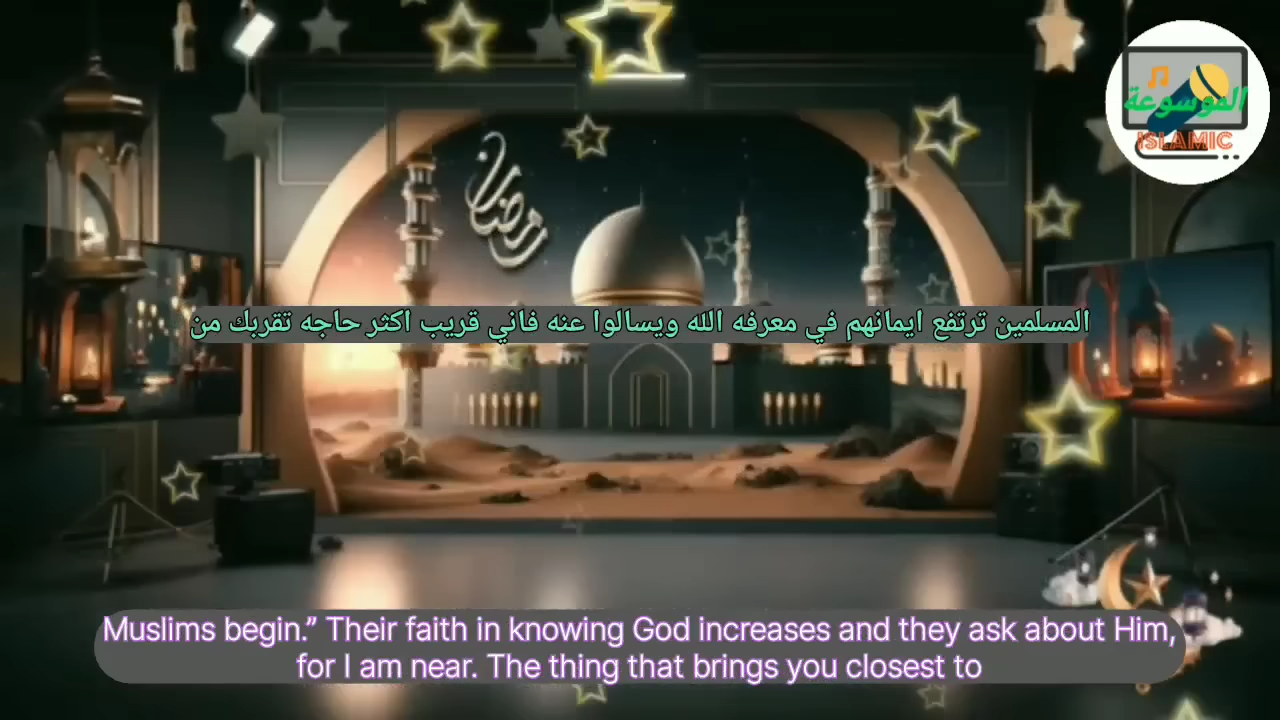 الموسوعة
ISLAMIC
رمضان
المسلمين ترتفع ايمانهم في معرفه الله ويسالوا عنه فاني قريب اكثر حاجه تقربك من
Muslims begin.” Their faith in knowing God increases and they ask about Him,
for I am near. The thing that brings you closest to